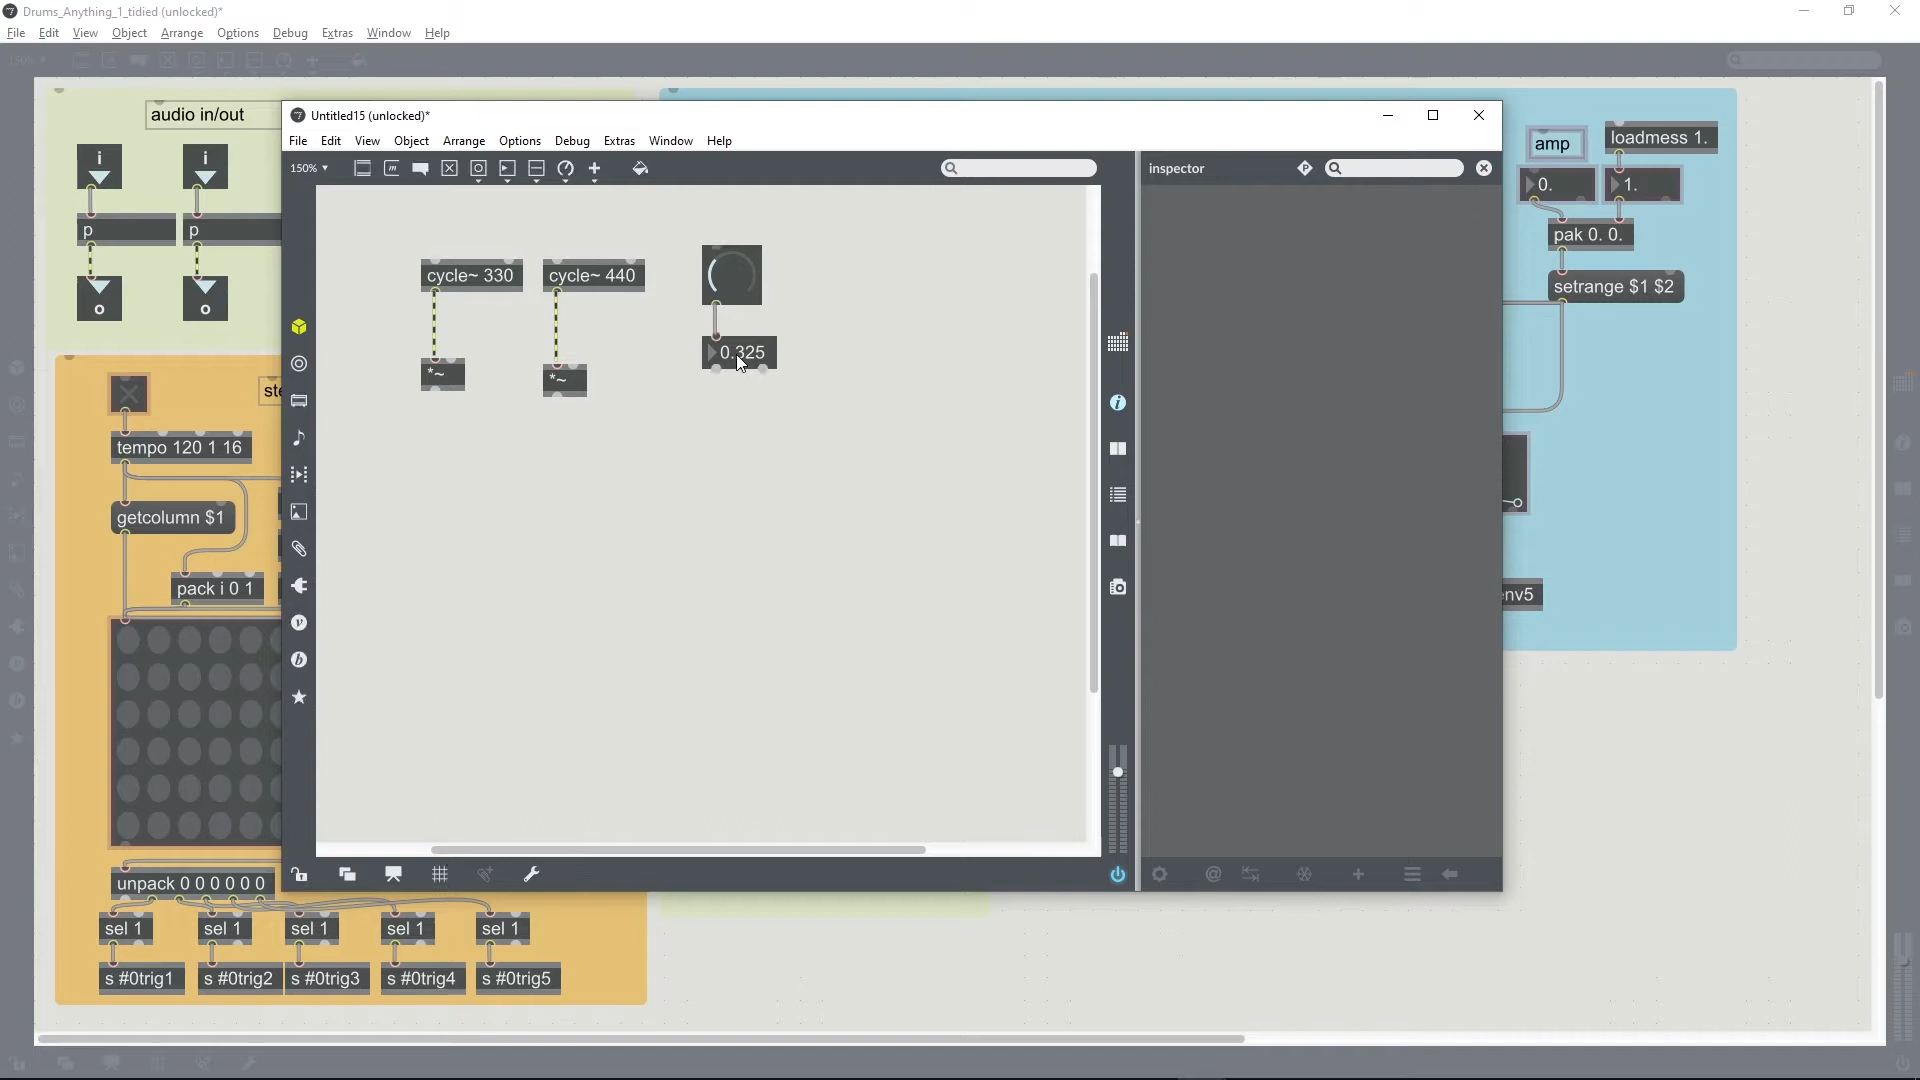 Drums_Anything_1_tidied (unlocked)*
File Edit View Object Arrange Options Debug Extras Window Help
150%
audio in/out
i
i
p
p
o
o
tempo 120 1 16
getcolumn $1
pack i 0 1
unpack 0 0 0 0 0 0
sel 1
sel 1
sel 1
sel 1
sel 1
s #0trig1
s #0trig2
s #0trig3
s #0trig4
s #0trig5
Untitled15 (unlocked)*
File Edit View Object Arrange Options Debug Extras Window Help
150%
inspector
cycle~ 330
cycle~ 440
0.325
*~
*~
amp
loadmess 1.
0.
1.
pak 0. 0.
setrange $1 $2